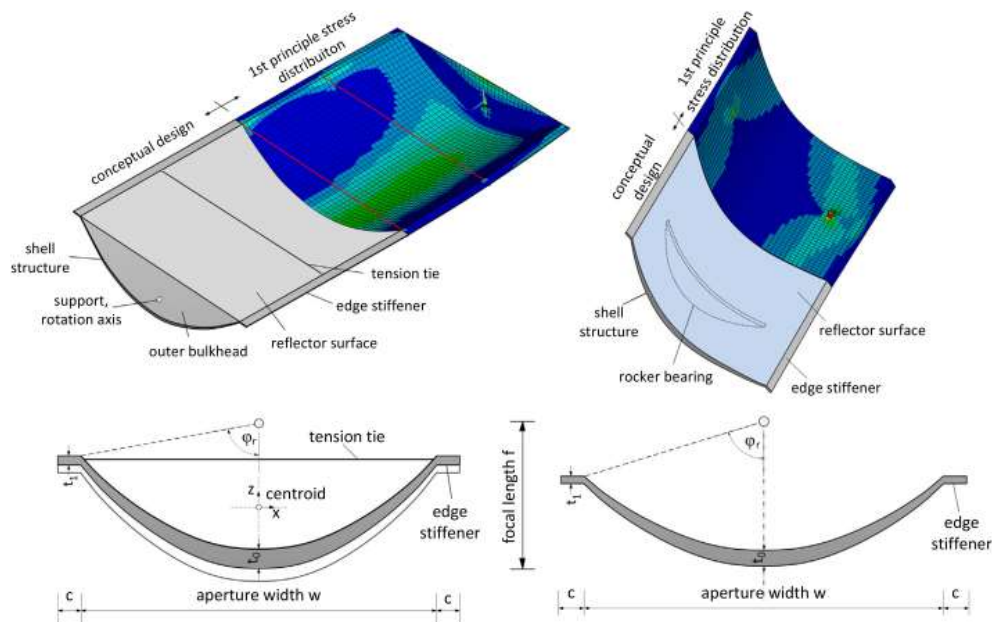 1st principle stress
distribuiton
conceptual design
shell
structure
support,
rotation axis
outer bulkhead
tension tie
edge stiffener
reflector surface
1st principle
stress distribution
conceptual
design
shell
structure
rocker bearing
reflector surface
edge stiffener
φr
tension tie
t1
z
centroid
x
edge
stiffener
t0
c
aperture width w
c
focal length f
φr
t1
edge
stiffener
t0
c
aperture width w
c